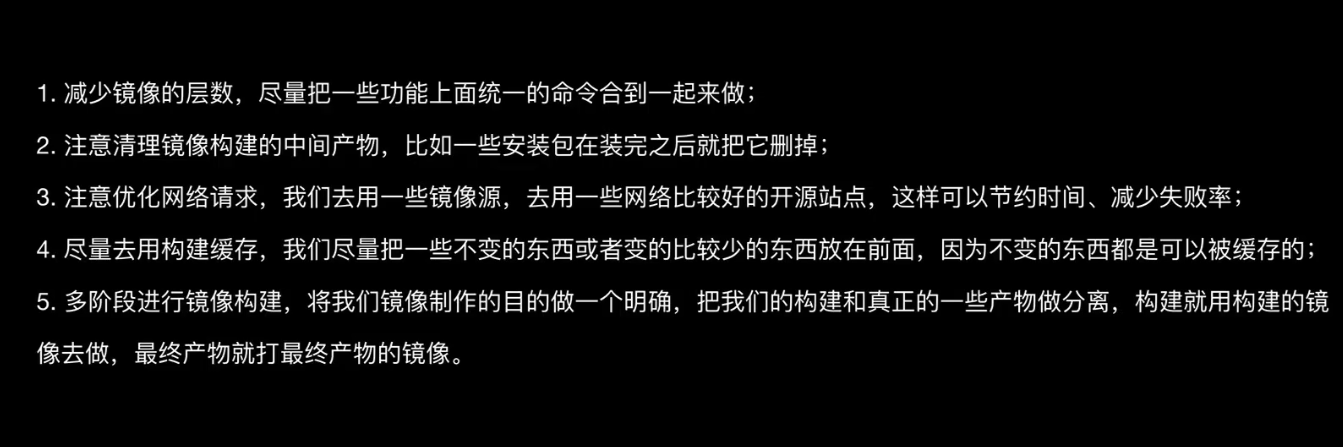 1. 减少镜像的层数，尽量把一些功能上面统一的命令合到一起来做；
2. 注意清理镜像构建的中间产物，比如一些安装包在装完之后就把它删掉；
3. 注意优化网络请求，我们去用一些镜像源，去用一些网络比较好的开源站点，这样可以节约时间、减少失败率；
4. 尽量去用构建缓存，我们尽量把一些不变的东西或者变的比较少的东西放在前面，因为不变的东西都是可以被缓存的；
5. 多阶段进行镜像构建，将我们镜像制作的目的做一个明确，把我们的构建和真正的一些产物做分离，构建就用构建的镜
像去做，最终产物就打最终产物的镜像。